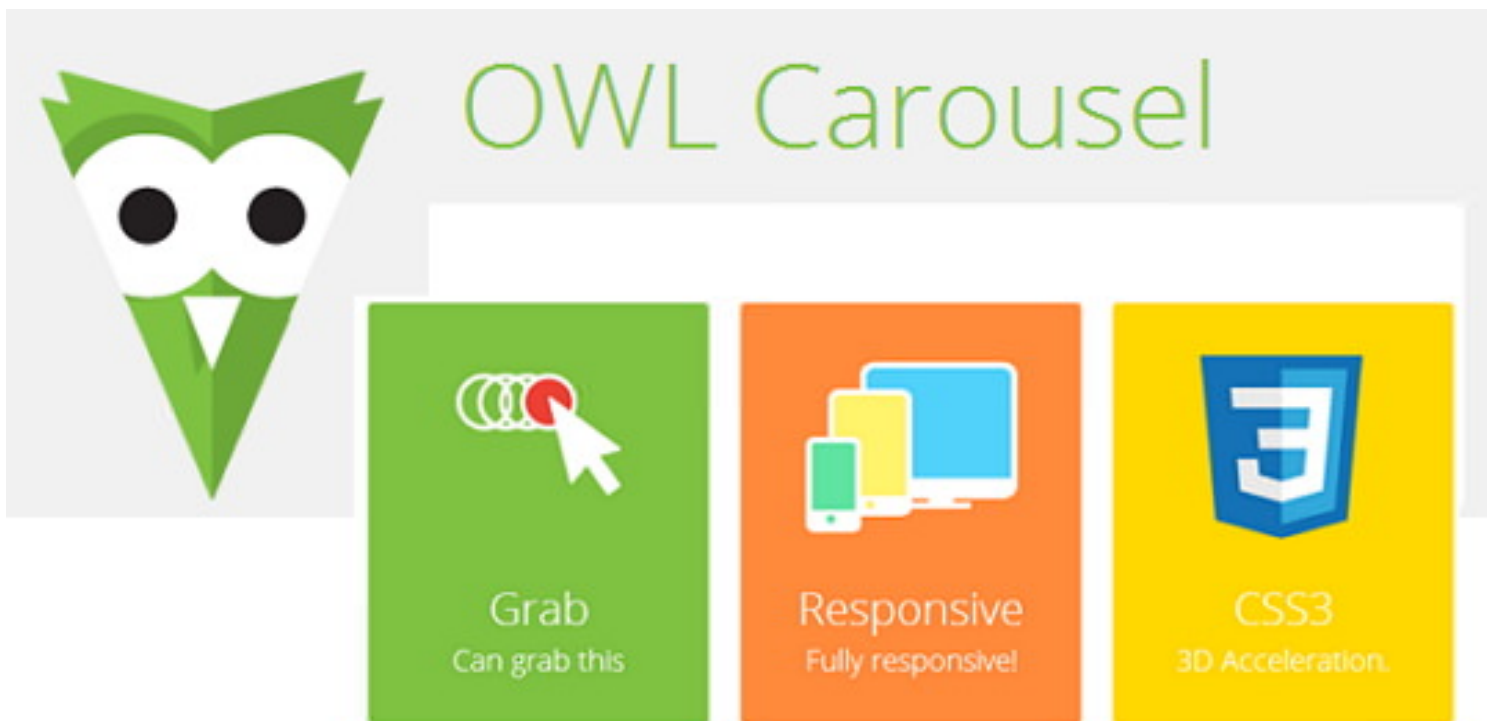 OWL Carousel
Grab
Can grab this
Responsive
Fully responsive!
CSS3
3D Acceleration.